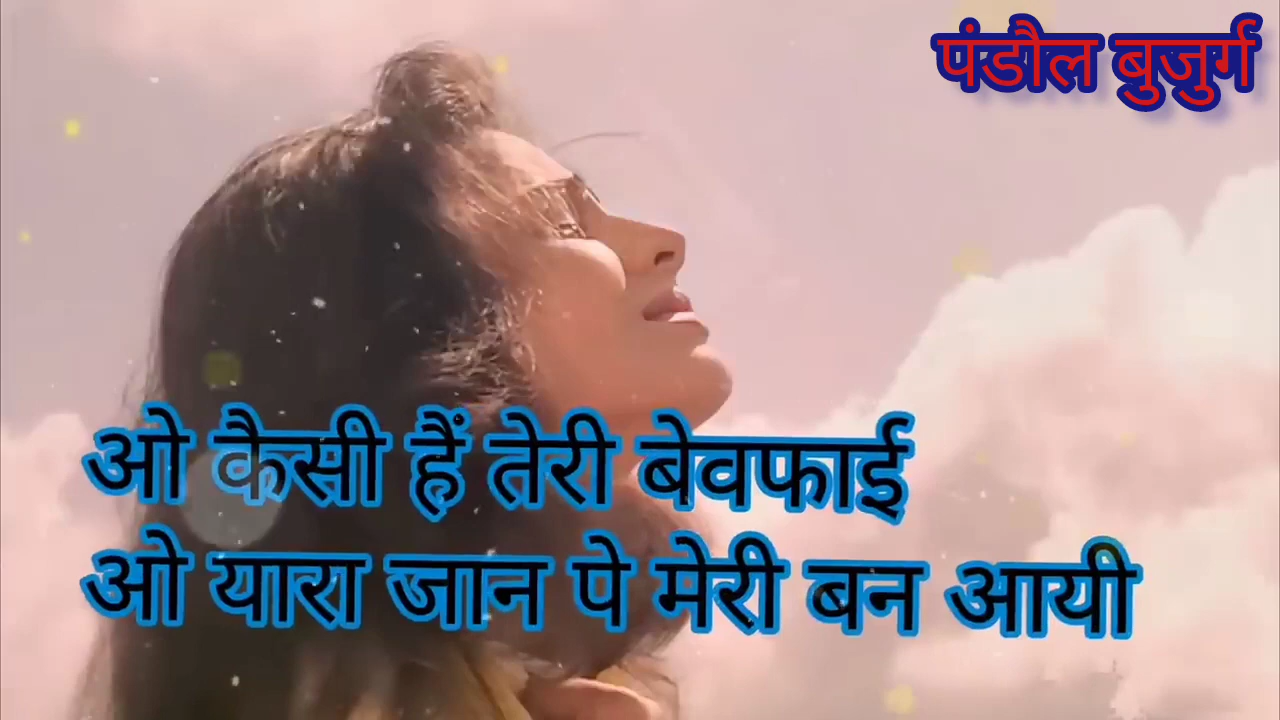 पंडौल बुजुर्ग
ओ कैसी हैं तेरी बेवफाई
ओ यारा जान पे मेरी बन आयी